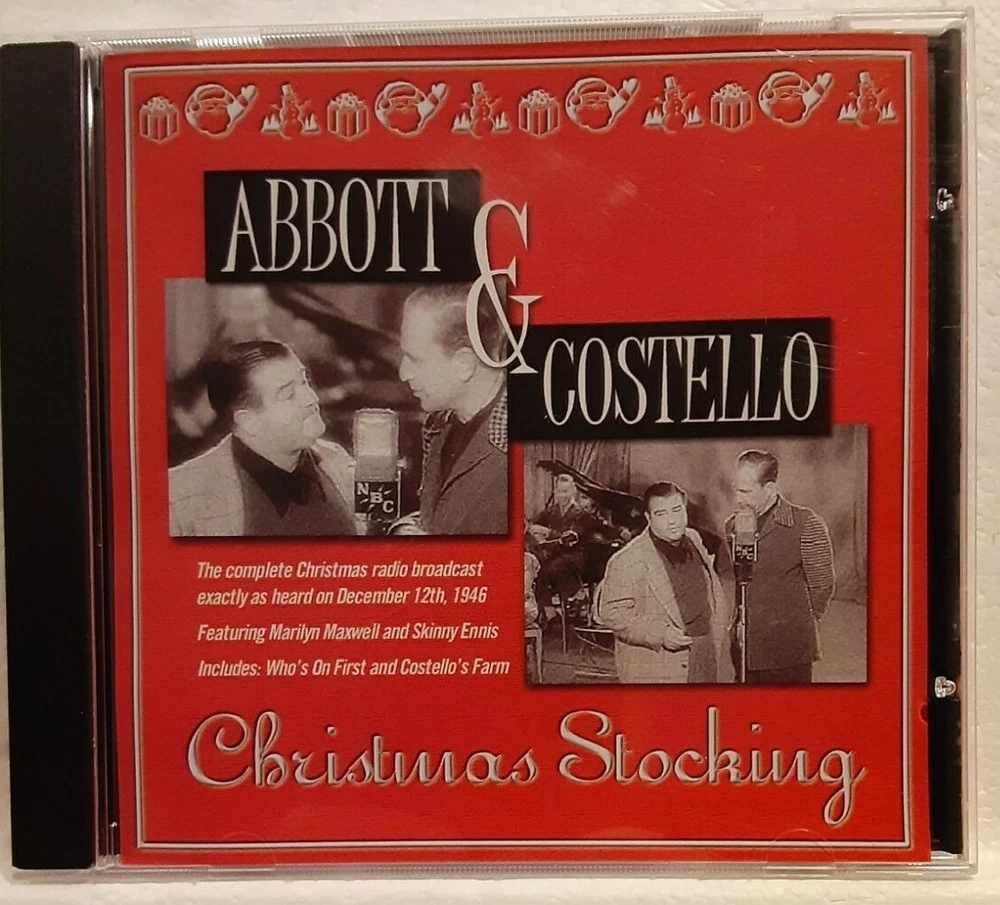 ABBOTT
&
COSTELLO
NBC
NBC
The complete Christmas radio broadcast
exactly as heard on December 12th, 1946
Featuring Marilyn Maxwell and Skinny Ennis
Includes: Who's On First and Costello's Farm
Christmas Stocking